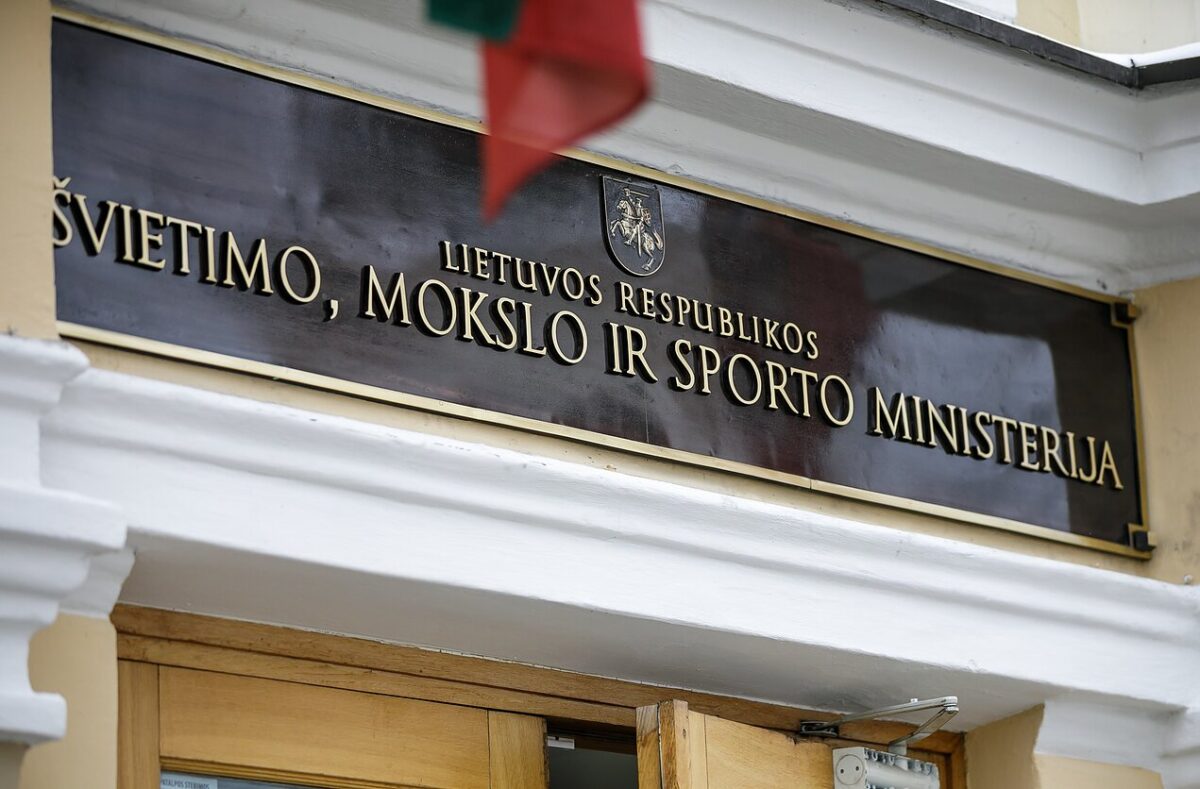 LIETUVOS RESPUBLIKOS
ŠVIETIMO, MOKSLO IR SPORTO MINISTERIJA